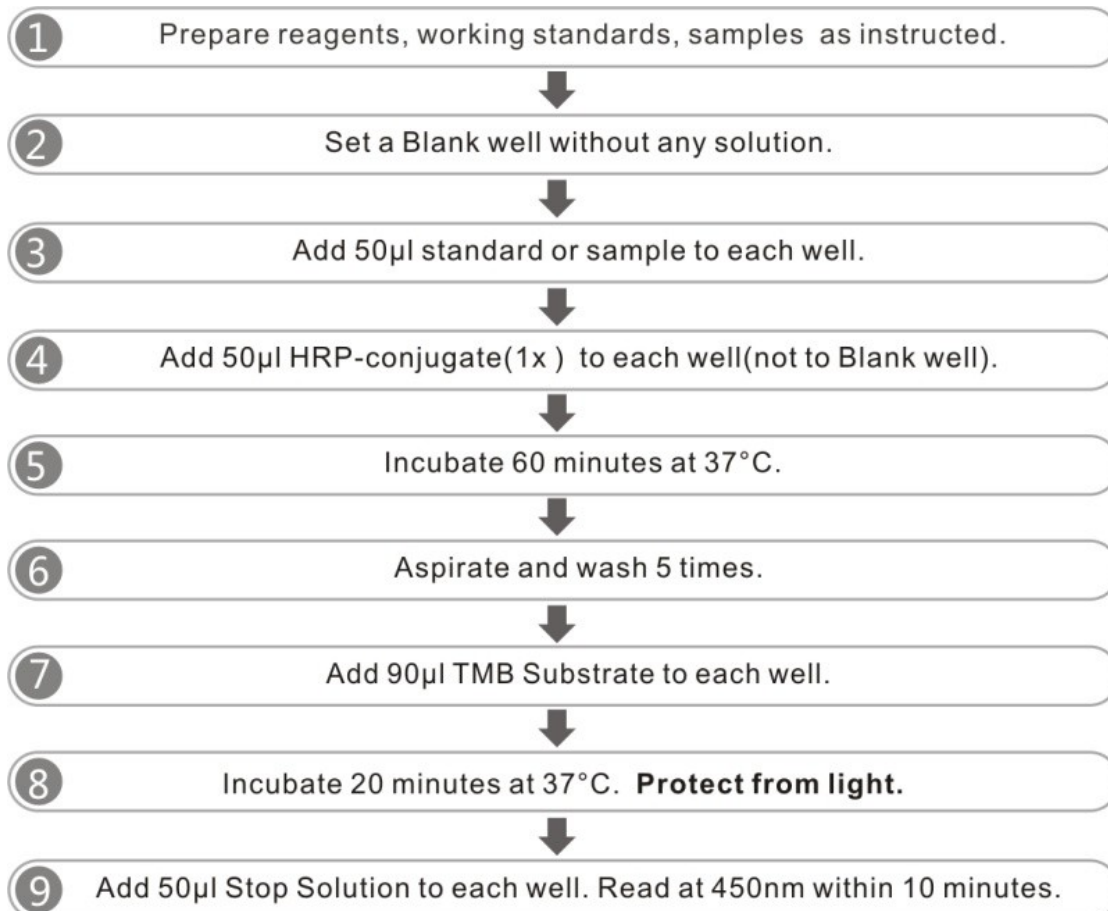 1 Prepare reagents, working standards, samples as instructed.
2 Set a Blank well without any solution.
3 Add 50µl standard or sample to each well.
4 Add 50µl HRP-conjugate(1x ) to each well(not to Blank well).
5 Incubate 60 minutes at 37°C.
6 Aspirate and wash 5 times.
7 Add 90µl TMB Substrate to each well.
8 Incubate 20 minutes at 37°C. Protect from light.
9 Add 50µl Stop Solution to each well. Read at 450nm within 10 minutes.